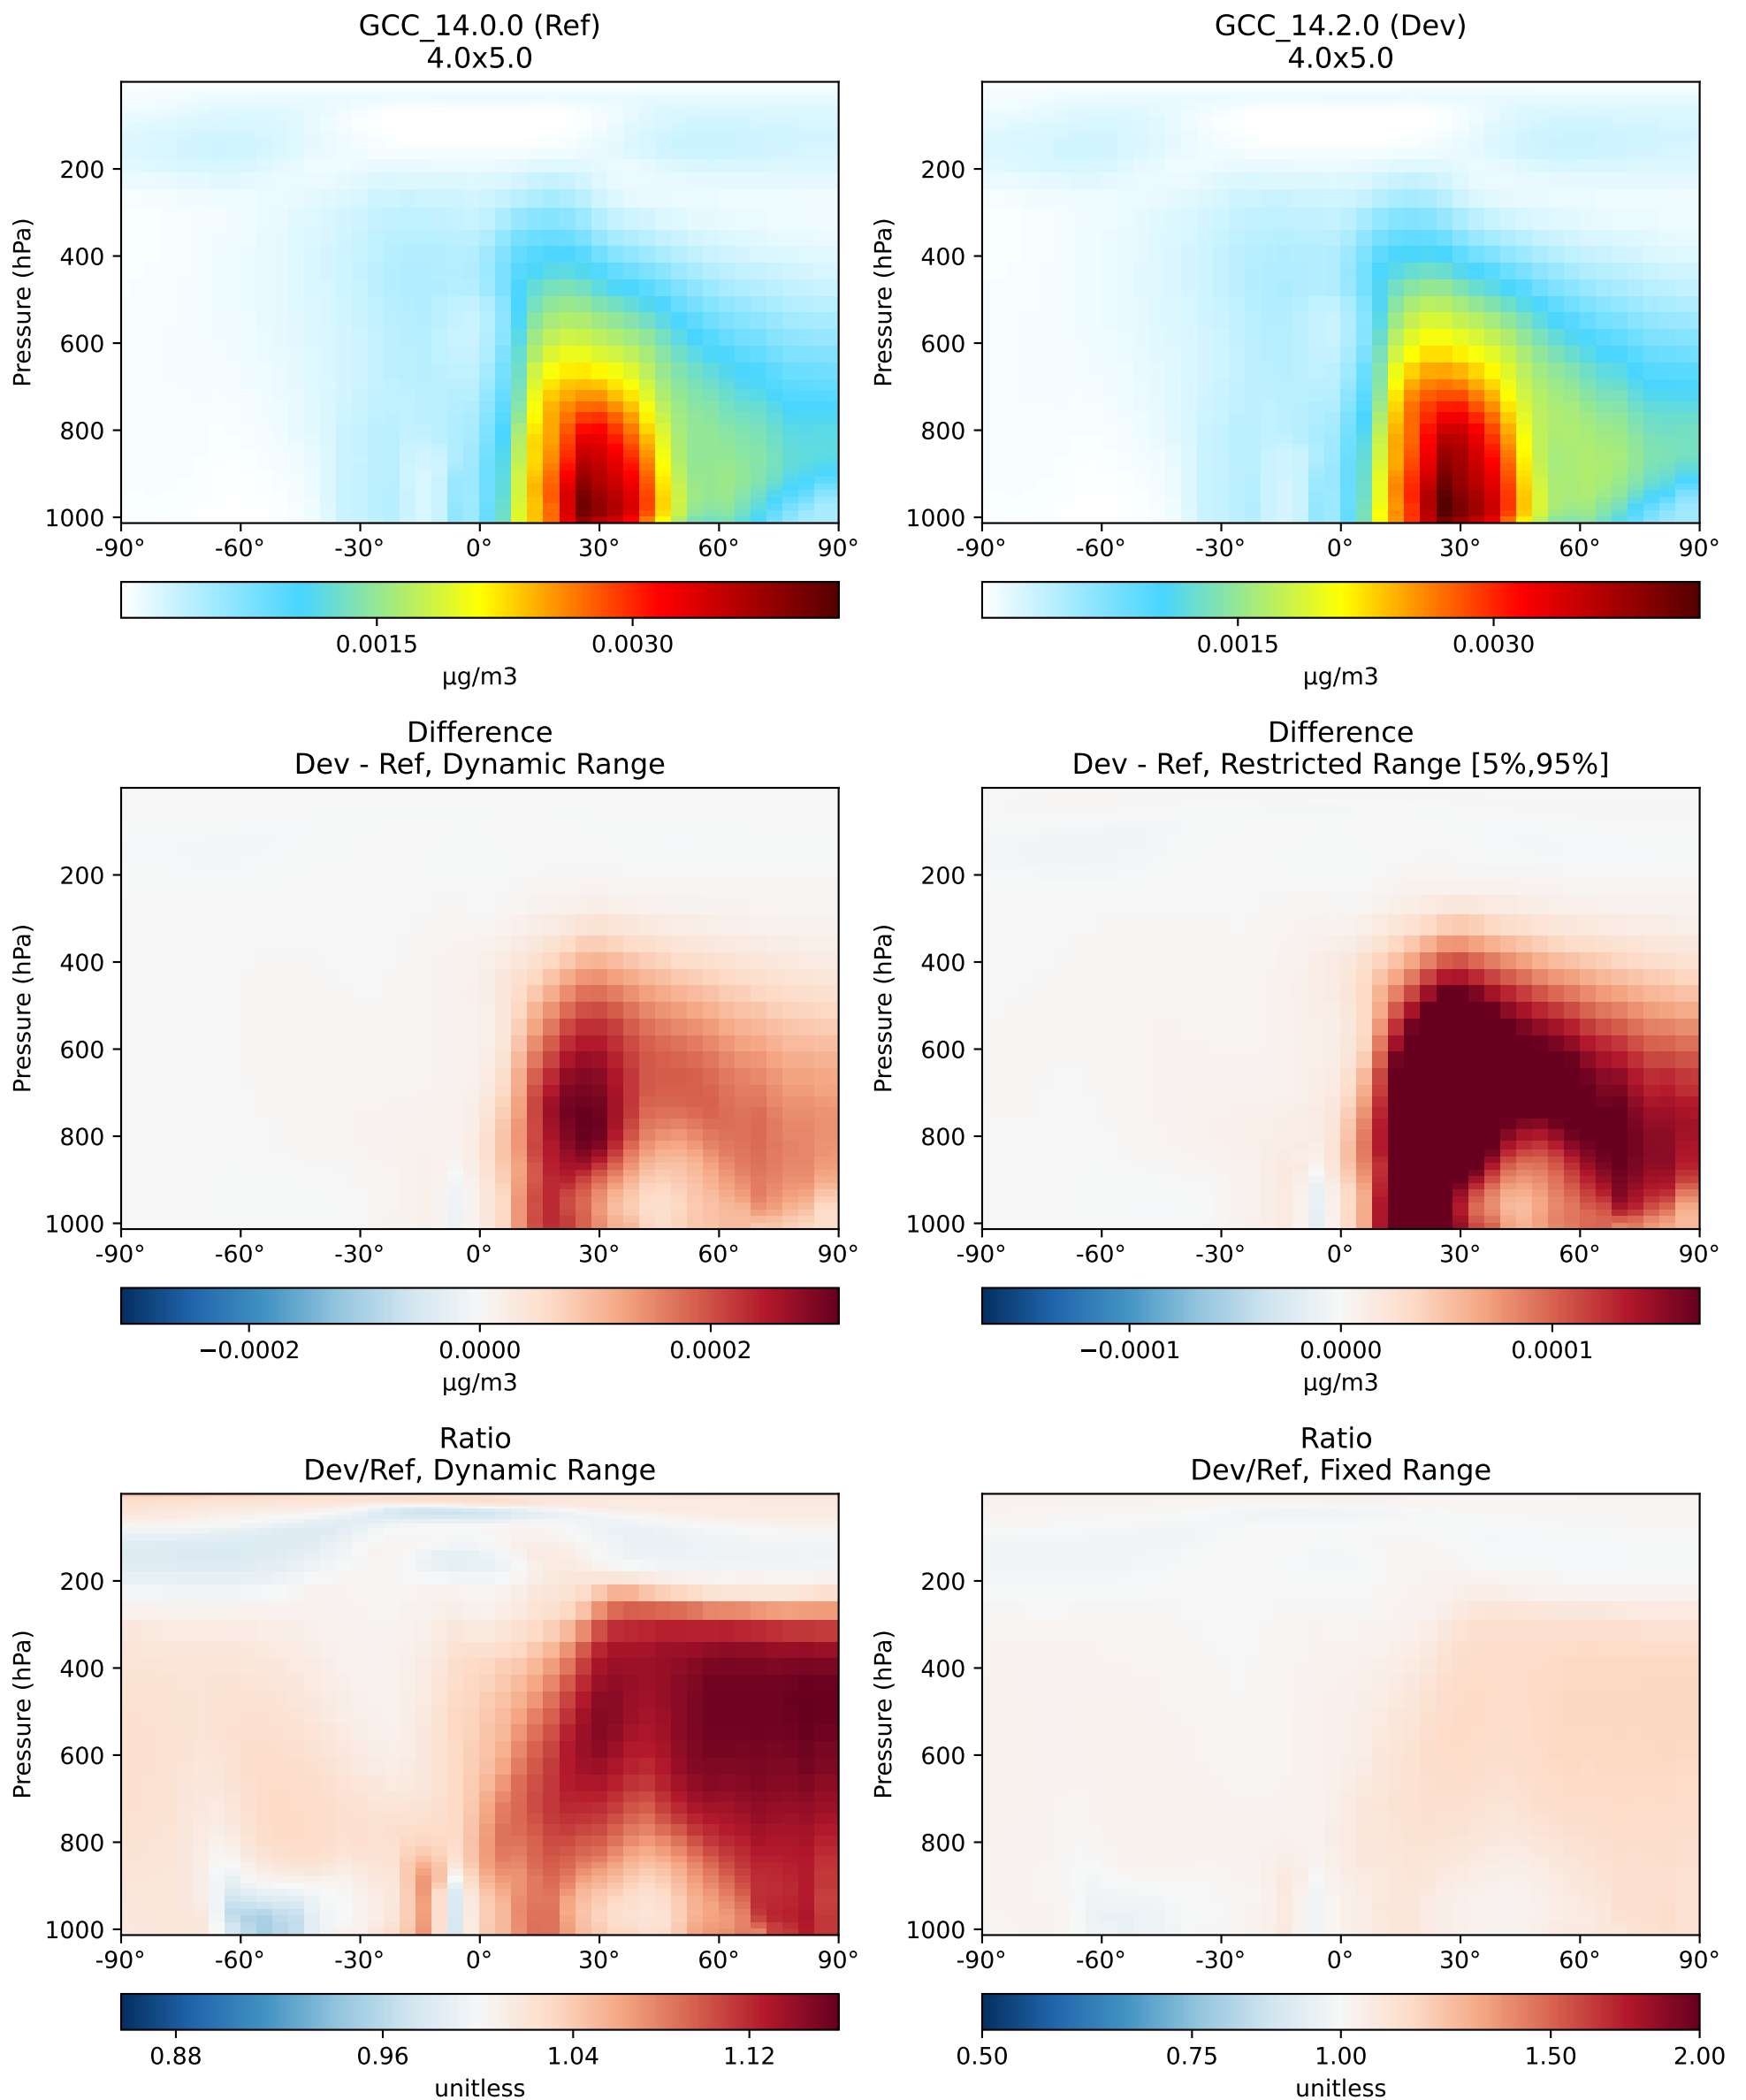 GCC_14.0.0 (Ref)
4.0x5.0
Pressure (hPa)
200
400
600
800
1000
-90° -60° -30° 0° 30° 60° 90°
0.0015 0.0030
µg/m3
GCC_14.2.0 (Dev)
4.0x5.0
Pressure (hPa)
200
400
600
800
1000
-90° -60° -30° 0° 30° 60° 90°
0.0015 0.0030
µg/m3
Difference
Dev - Ref, Dynamic Range
Pressure (hPa)
200
400
600
800
1000
-90° -60° -30° 0° 30° 60° 90°
−0.0002 0.0000 0.0002
µg/m3
Difference
Dev - Ref, Restricted Range [5%,95%]
Pressure (hPa)
200
400
600
800
1000
-90° -60° -30° 0° 30° 60° 90°
−0.0001 0.0000 0.0001
µg/m3
Ratio
Dev/Ref, Dynamic Range
Pressure (hPa)
200
400
600
800
1000
-90° -60° -30° 0° 30° 60° 90°
0.88 0.96 1.04 1.12
unitless
Ratio
Dev/Ref, Fixed Range
Pressure (hPa)
200
400
600
800
1000
-90° -60° -30° 0° 30° 60° 90°
0.50 0.75 1.00 1.50 2.00
unitless